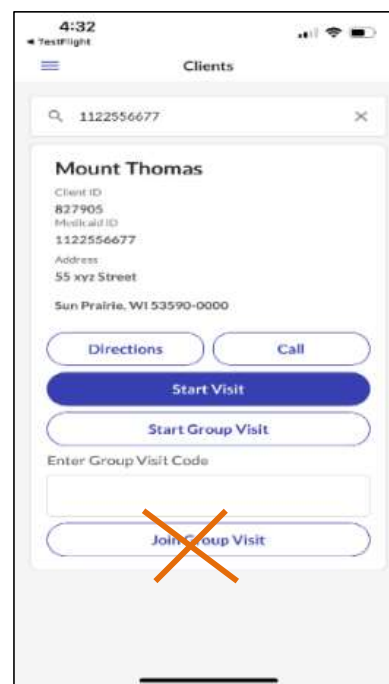 4:32
◀ TestFlight
Clients
1122556677
Mount Thomas
Client ID
827905
Medicaid ID
1122556677
Address
55 xyz Street
Sun Prairie, WI 53590-0000
Directions
Call
Start Visit
Start Group Visit
Enter Group Visit Code
Join Group Visit